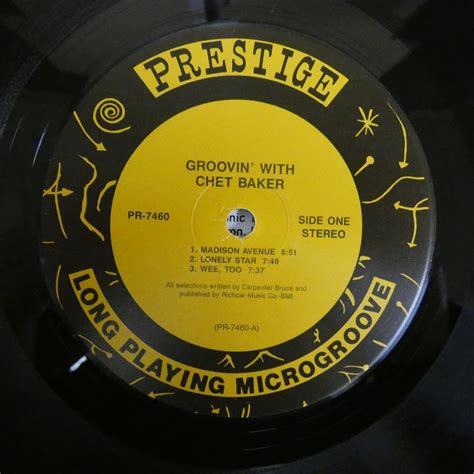 PRESTIGE
GROOVIN' WITH
CHET BAKER
PR-7460
nic
on.
SIDE ONE
STEREO
1. MADISON AVENUE 5:51
2. LONELY STAR 7:49
3. WEE, TOO 7:37
All selections written by Carpenter Bruce and
published by Richcar Music Co.-BMI
(PR-7460-A)
LONG PLAYING MICROGROOVE